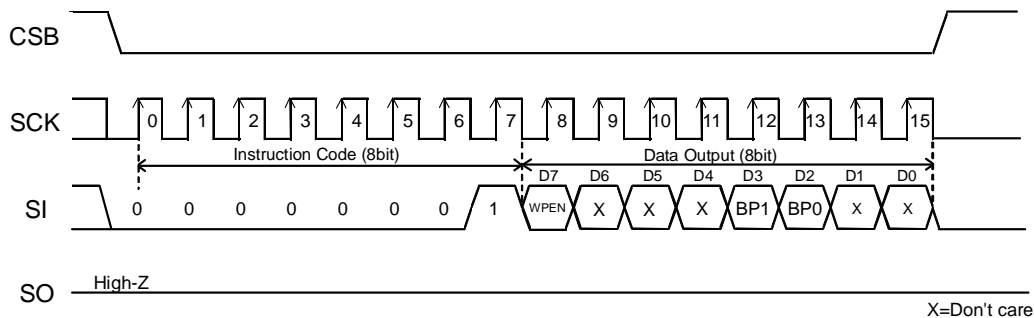 CSB
SCK 0 1 2 3 4 5 6 7 8 9 10 11 12 13 14 15
Instruction Code (8bit) Data Output (8bit)
D7 D6 D5 D4 D3 D2 D1 D0
SI 0 0 0 0 0 0 0 1 WPEN X X X BP1 BP0 X X
High-Z
SO
X=Don't care